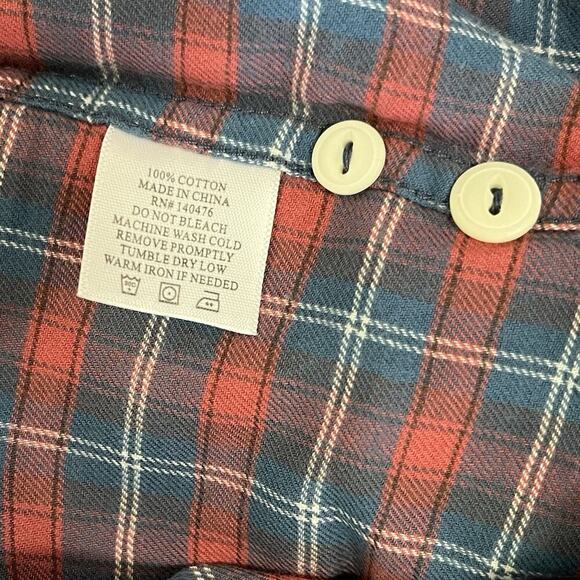 100% COTTON
MADE IN CHINA
RN# 140476
DO NOT BLEACH
MACHINE WASH COLD
REMOVE PROMPTLY
TUMBLE DRY LOW
WARM IRON IF NEEDED